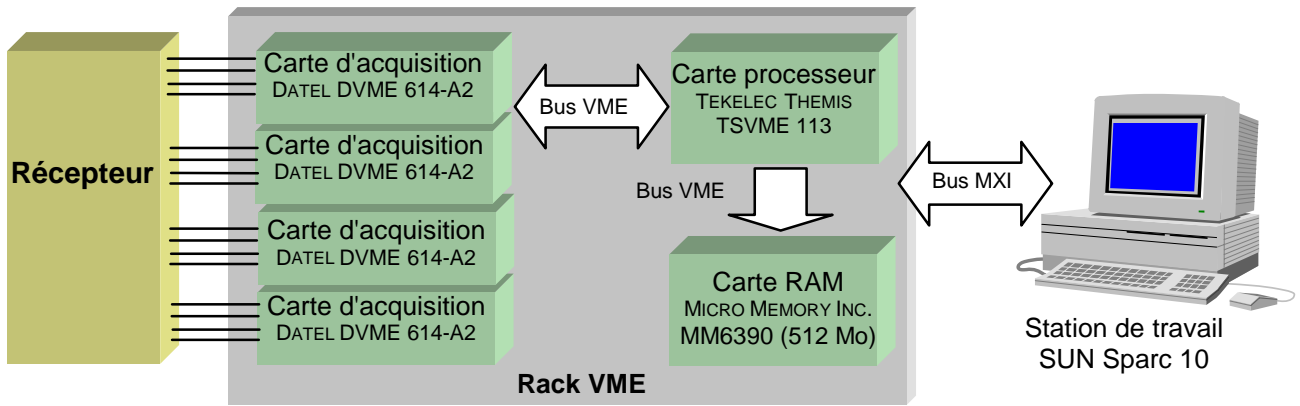 Récepteur
Carte d'acquisition
DATEL DVME 614-A2
Carte d'acquisition
DATEL DVME 614-A2
Carte d'acquisition
DATEL DVME 614-A2
Carte d'acquisition
DATEL DVME 614-A2
Bus VME
Carte processeur
TEKELEC THEMIS
TSVME 113
Bus VME
Carte RAM
MICRO MEMORY INC.
MM6390 (512 Mo)
Rack VME
Bus MXI
Station de travail
SUN Sparc 10